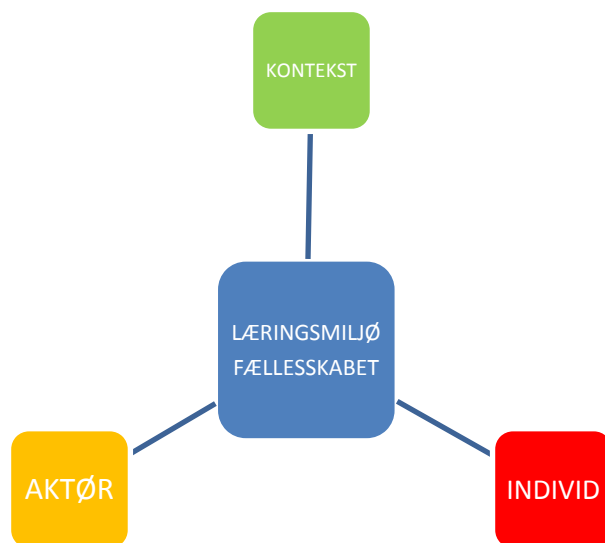 KONTEKST
LÆRINGSMILJØ
FÆLLESSKABET
AKTØR
INDIVID